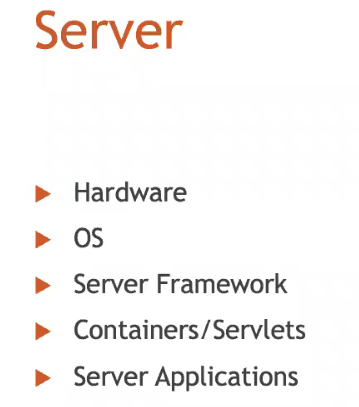 Server
Hardware
OS
Server Framework
Containers/Servlets
Server Applications